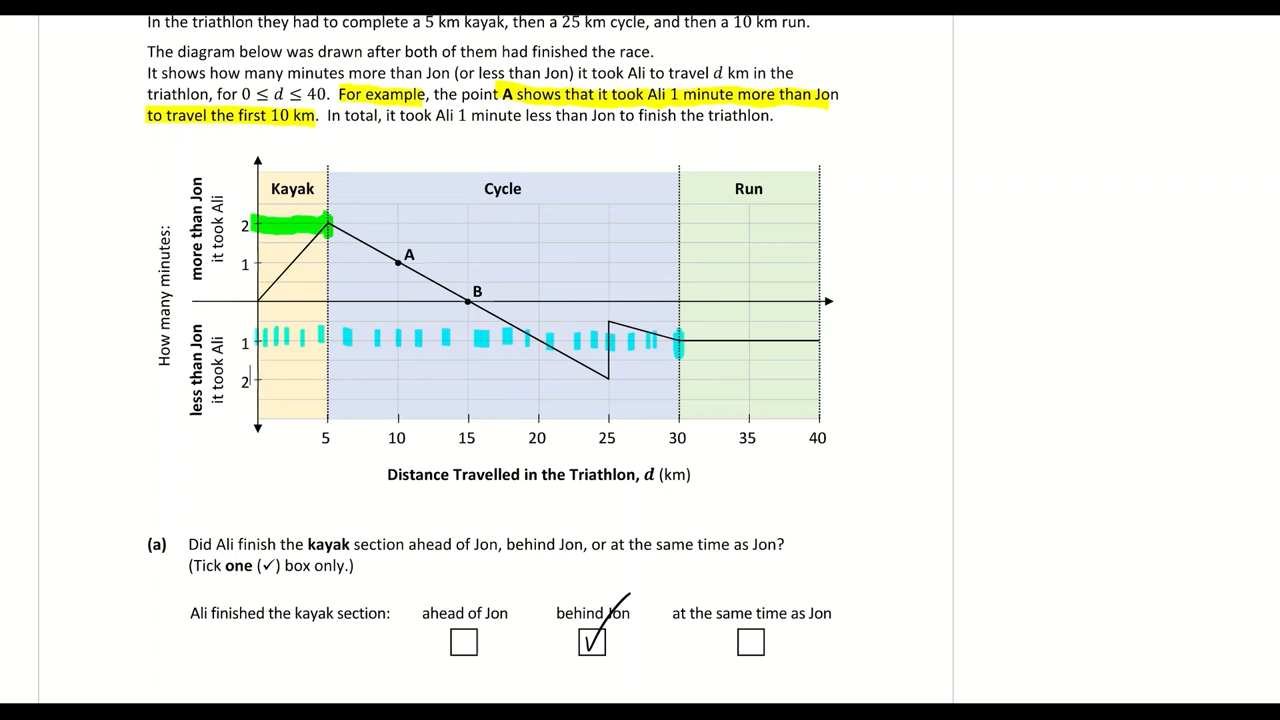 In the triathlon they had to complete a 5 km kayak, then a 25 km cycle, and then a 10 km run.
The diagram below was drawn after both of them had finished the race.
It shows how many minutes more than Jon (or less than Jon) it took Ali to travel d km in the
triathlon, for 0 ≤ d ≤ 40. For example, the point A shows that it took Ali 1 minute more than Jon
to travel the first 10 km. In total, it took Ali 1 minute less than Jon to finish the triathlon.
How many minutes:
more than Jon
it took Ali
less than Jon
it took Ali
Kayak Cycle Run
2
1
1
2
A
B
5 10 15 20 25 30 35 40
Distance Travelled in the Triathlon, d (km)
(a) Did Ali finish the kayak section ahead of Jon, behind Jon, or at the same time as Jon?
(Tick one (✓) box only.)
Ali finished the kayak section: ahead of Jon behind Jon at the same time as Jon